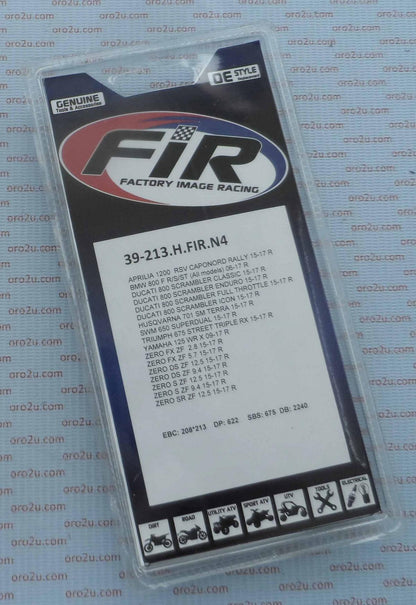 GENUINE
Tools & Accessories
OE STYLE
Replacement
FIR
FACTORY IMAGE RACING
39-213.H.FIR.N4
APRILIA 1200 RSV CAPONORD RALLY 15-17 R
BMW 800 F R/S/ST (All models) 06-17 R
DUCATI 800 SCRAMBLER CLASSIC 15-17 R
DUCATI 800 SCRAMBLER ENDURO 15-17 R
DUCATI 800 SCRAMBLER FULL THROTTLE 15-17 R
DUCATI 800 SCRAMBLER ICON 15-17 R
HUSQVARNA 701 SM TERRA 15-17 R
SWM 650 SUPERDUAL 15-17 R
TRIUMPH 675 STREET TRIPLE RX 15-17 R
YAMAHA 125 WR X 09-17 R
ZERO FX ZF 2.8 15-17 R
ZERO FX ZF 5.7 15-17 R
ZERO DS ZF 12.5 15-17 R
ZERO DS ZF 9.4 15-17 R
ZERO S ZF 12.5 15-17 R
ZERO S ZF 9.4 15-17 R
ZERO SR ZF 12.5 15-17 R
EBC: 208*213 DP: 622 SBS: 675 DB: 2240
DIRT
ROAD
UTILITY ATV
SPORT ATV
UTV
TOOLS
ELECTRICAL
oro2u.com